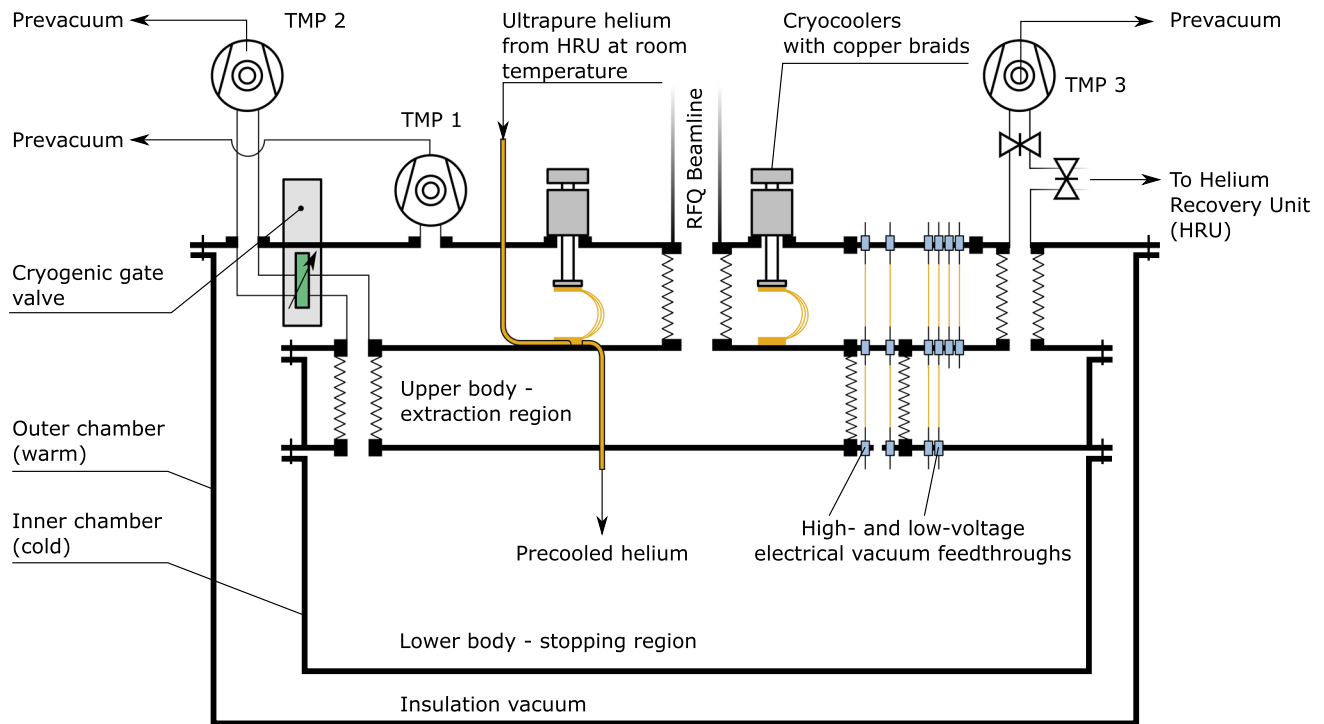 Prevacuum
TMP 2
Ultrapure helium
from HRU at room
temperature
Cryocoolers
with copper braids
Prevacuum
TMP 3
Prevacuum
TMP 1
RFQ Beamline
To Helium
Recovery Unit
(HRU)
Cryogenic gate
valve
Upper body -
extraction region
Outer chamber
(warm)
Inner chamber
(cold)
Precooled helium
High- and low-voltage
electrical vacuum feedthroughs
Lower body - stopping region
Insulation vacuum